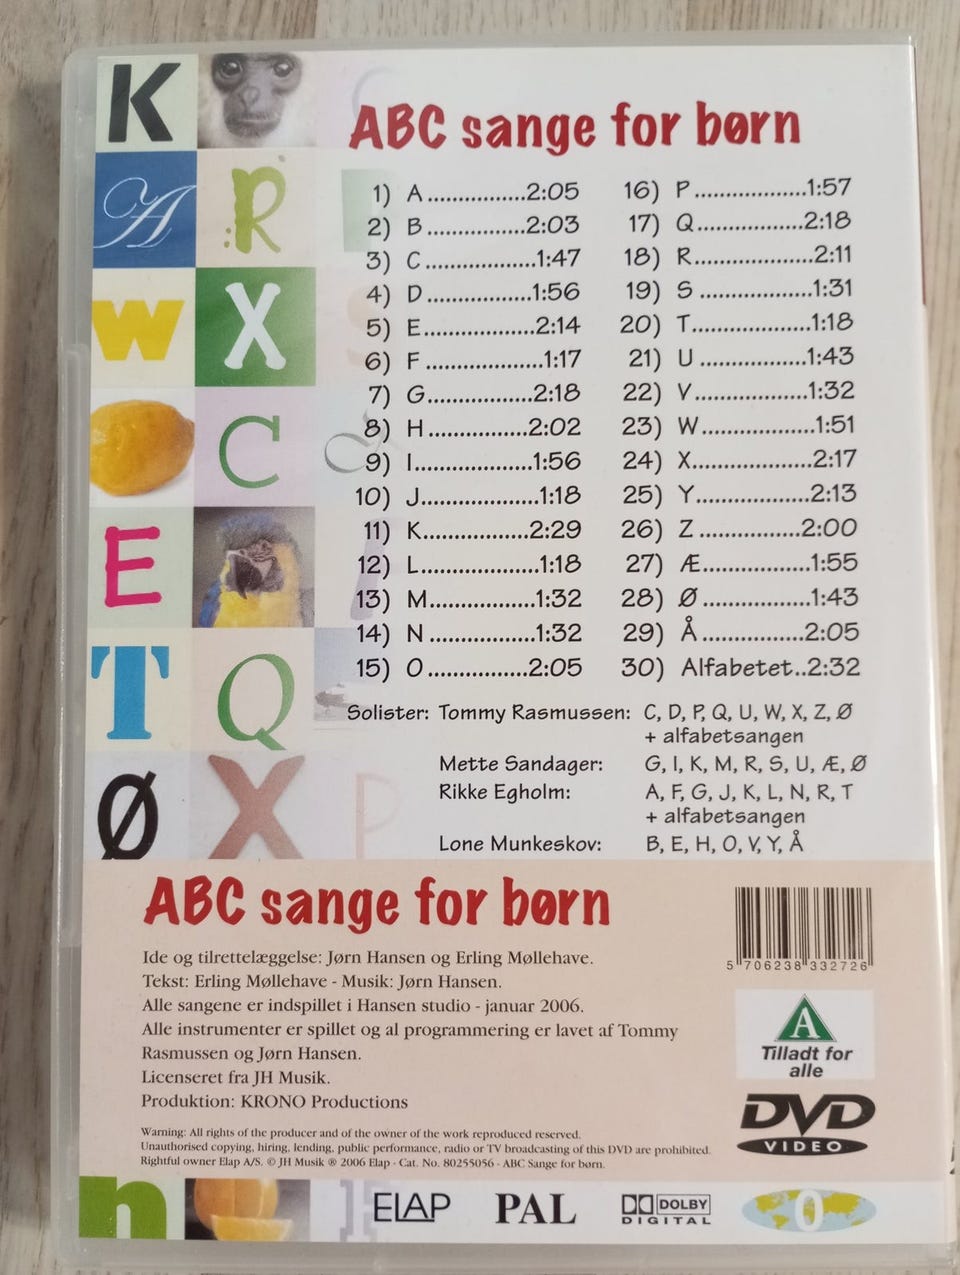 K
ABC sange for børn
A R
W X
C
E
T Q
Ø X P
1) A..................2:05
2) B..................2:03
3) C..................1:47
4) D..................1:56
5) E..................2:14
6) F..................1:17
7) G..................2:18
8) H..................2:02
9) I..................1:56
10) J..................1:18
11) K..................2:29
12) L..................1:18
13) M..................1:32
14) N..................1:32
15) O..................2:05
16) P..................1:57
17) Q..................2:18
18) R..................2:11
19) S..................1:31
20) T..................1:18
21) U..................1:43
22) V..................1:32
23) W..................1:51
24) X..................2:17
25) Y..................2:13
26) Z..................2:00
27) Æ..................1:55
28) Ø..................1:43
29) Å..................2:05
30) Alfabetet..2:32
Solister: Tommy Rasmussen: C, D, P, Q, U, W, X, Z, Ø
+ alfabetsangen
Mette Sandager: G, I, K, M, R, S, U, Æ, Ø
Rikke Egholm: A, F, G, J, K, L, N, R, T
+ alfabetsangen
Lone Munkeskov: B, E, H, O, V, Y, Å
ABC sange for børn
Ide og tilrettelæggelse: Jørn Hansen og Erling Møllehave.
Tekst: Erling Møllehave - Musik: Jørn Hansen.
Alle sangene er indspillet i Hansen studio - januar 2006.
Alle instrumenter er spillet og al programmering er lavet af Tommy
Rasmussen og Jørn Hansen.
Licenseret fra JH Musik.
Produktion: KRONO Productions
Warning: All rights of the producer and of the owner of the work reproduced reserved.
Unauthorised copying, hiring, lending, public performance, radio or TV broadcasting of this DVD are prohibited.
Rightful owner Elap A/S. © JH Musik ® 2006 Elap - Cat. No. 80255056 - ABC Sange for børn.
5 706238 332726
A
Tilladt for
alle
DVD
VIDEO
n
ELAP PAL DOLBY
DIGITAL
0